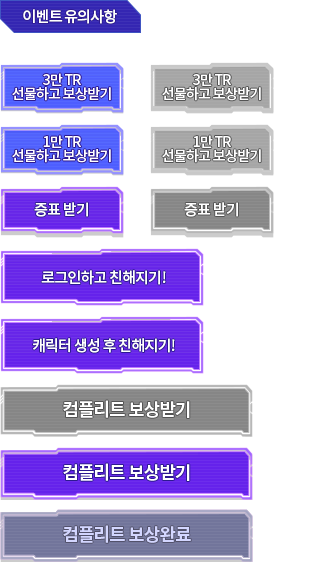 이벤트 유의사항
3만 TR
선물하고 보상받기
3만 TR
선물하고 보상받기
1만 TR
선물하고 보상받기
1만 TR
선물하고 보상받기
증표 받기
증표 받기
로그인하고 친해지기!
캐릭터 생성 후 친해지기!
컴플리트 보상받기
컴플리트 보상받기
컴플리트 보상완료